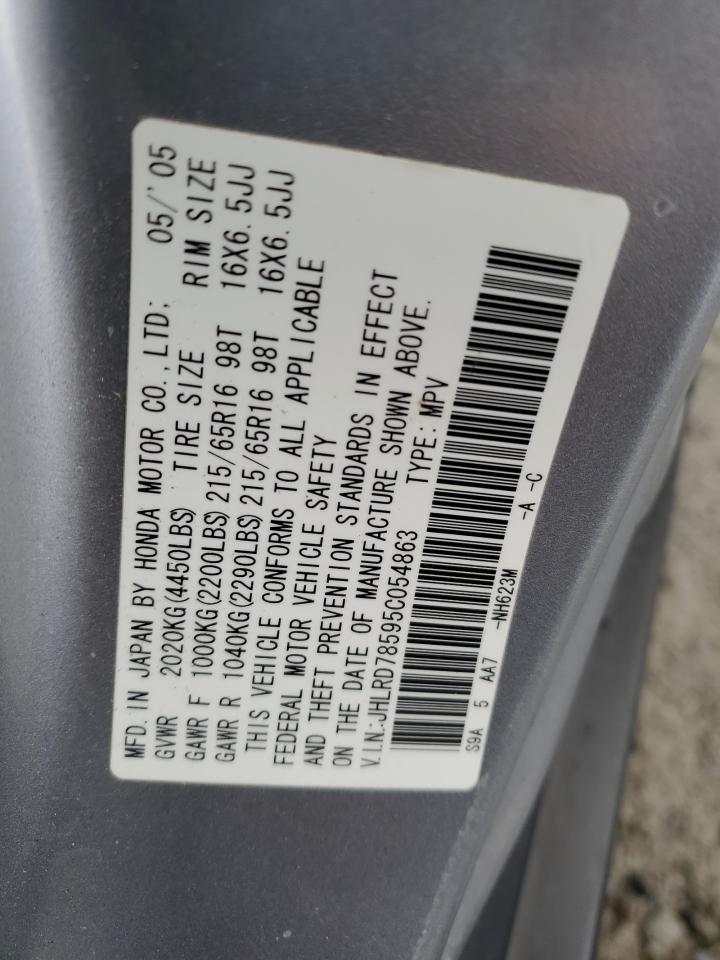 MFD. IN JAPAN BY HONDA MOTOR CO., LTD; 05/'05
GVWR 2020KG(4450LBS) TIRE SIZE RIM SIZE
GAWR F 1000KG(2200LBS) 215/65R16 98T 16X6. 5JJ
GAWR R 1040KG(2290LBS) 215/65R16 98T 16X6. 5JJ
THIS VEHICLE CONFORMS TO ALL APPLICABLE
FEDERAL MOTOR VEHICLE SAFETY
AND THEFT PREVENTION STANDARDS IN EFFECT
ON THE DATE OF MANUFACTURE SHOWN ABOVE.
V.I.N.:JHLRD78595C054863 TYPE: MPV
S9A 5 AA7 -NH623M -A -C